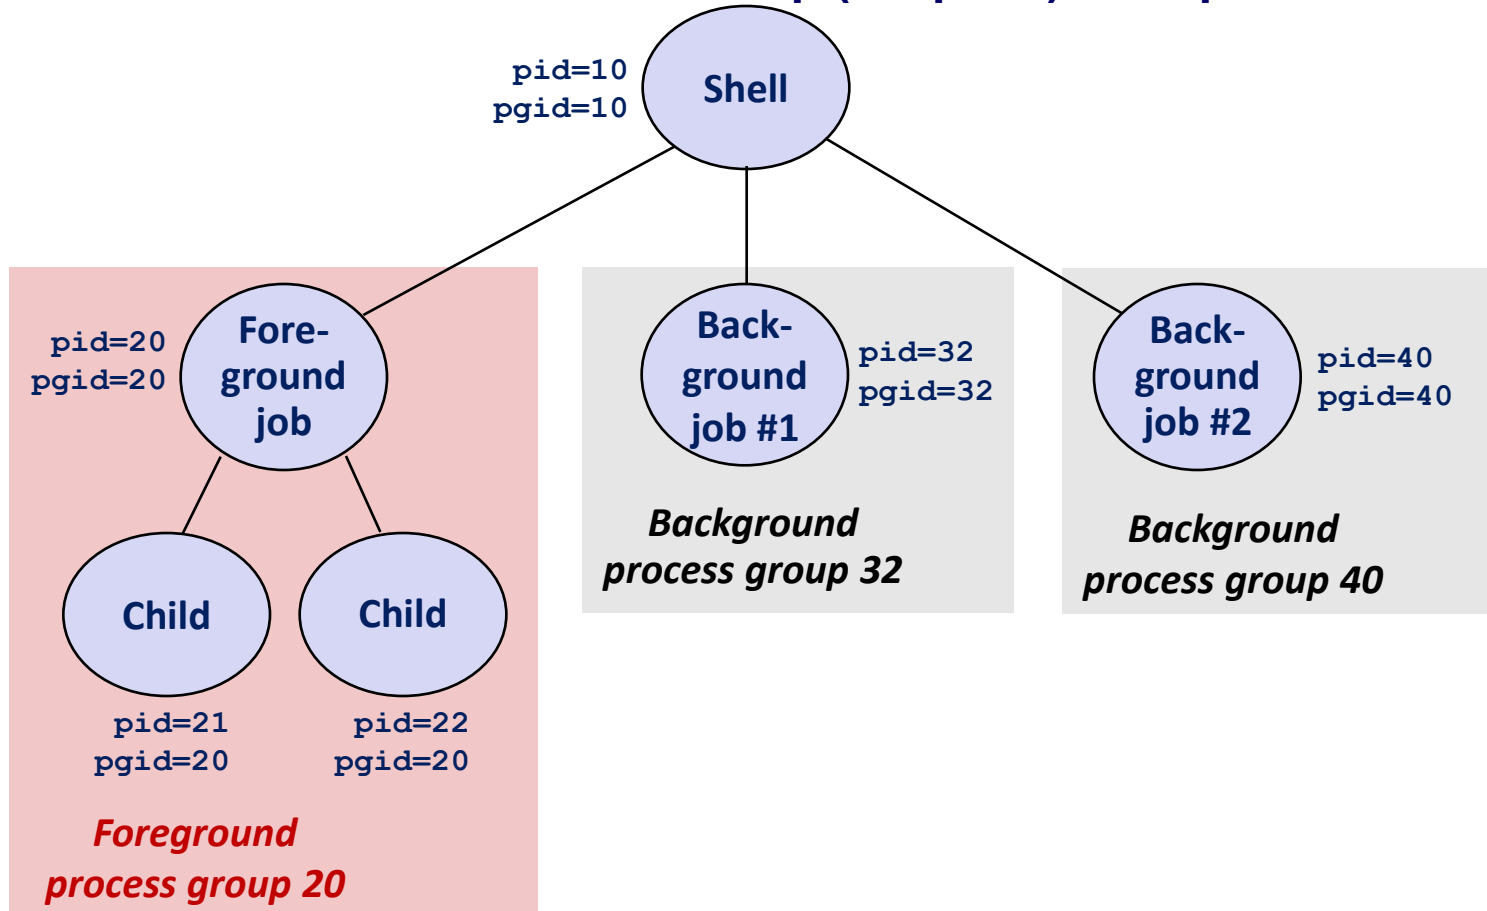 pid=10
pgid=10
Shell
pid=20
pgid=20
Fore-
ground
job
Back-
ground
job #1
pid=32
pgid=32
Back-
ground
job #2
pid=40
pgid=40
Background
process group 32
Background
process group 40
Child
Child
pid=21
pgid=20
pid=22
pgid=20
Foreground
process group 20